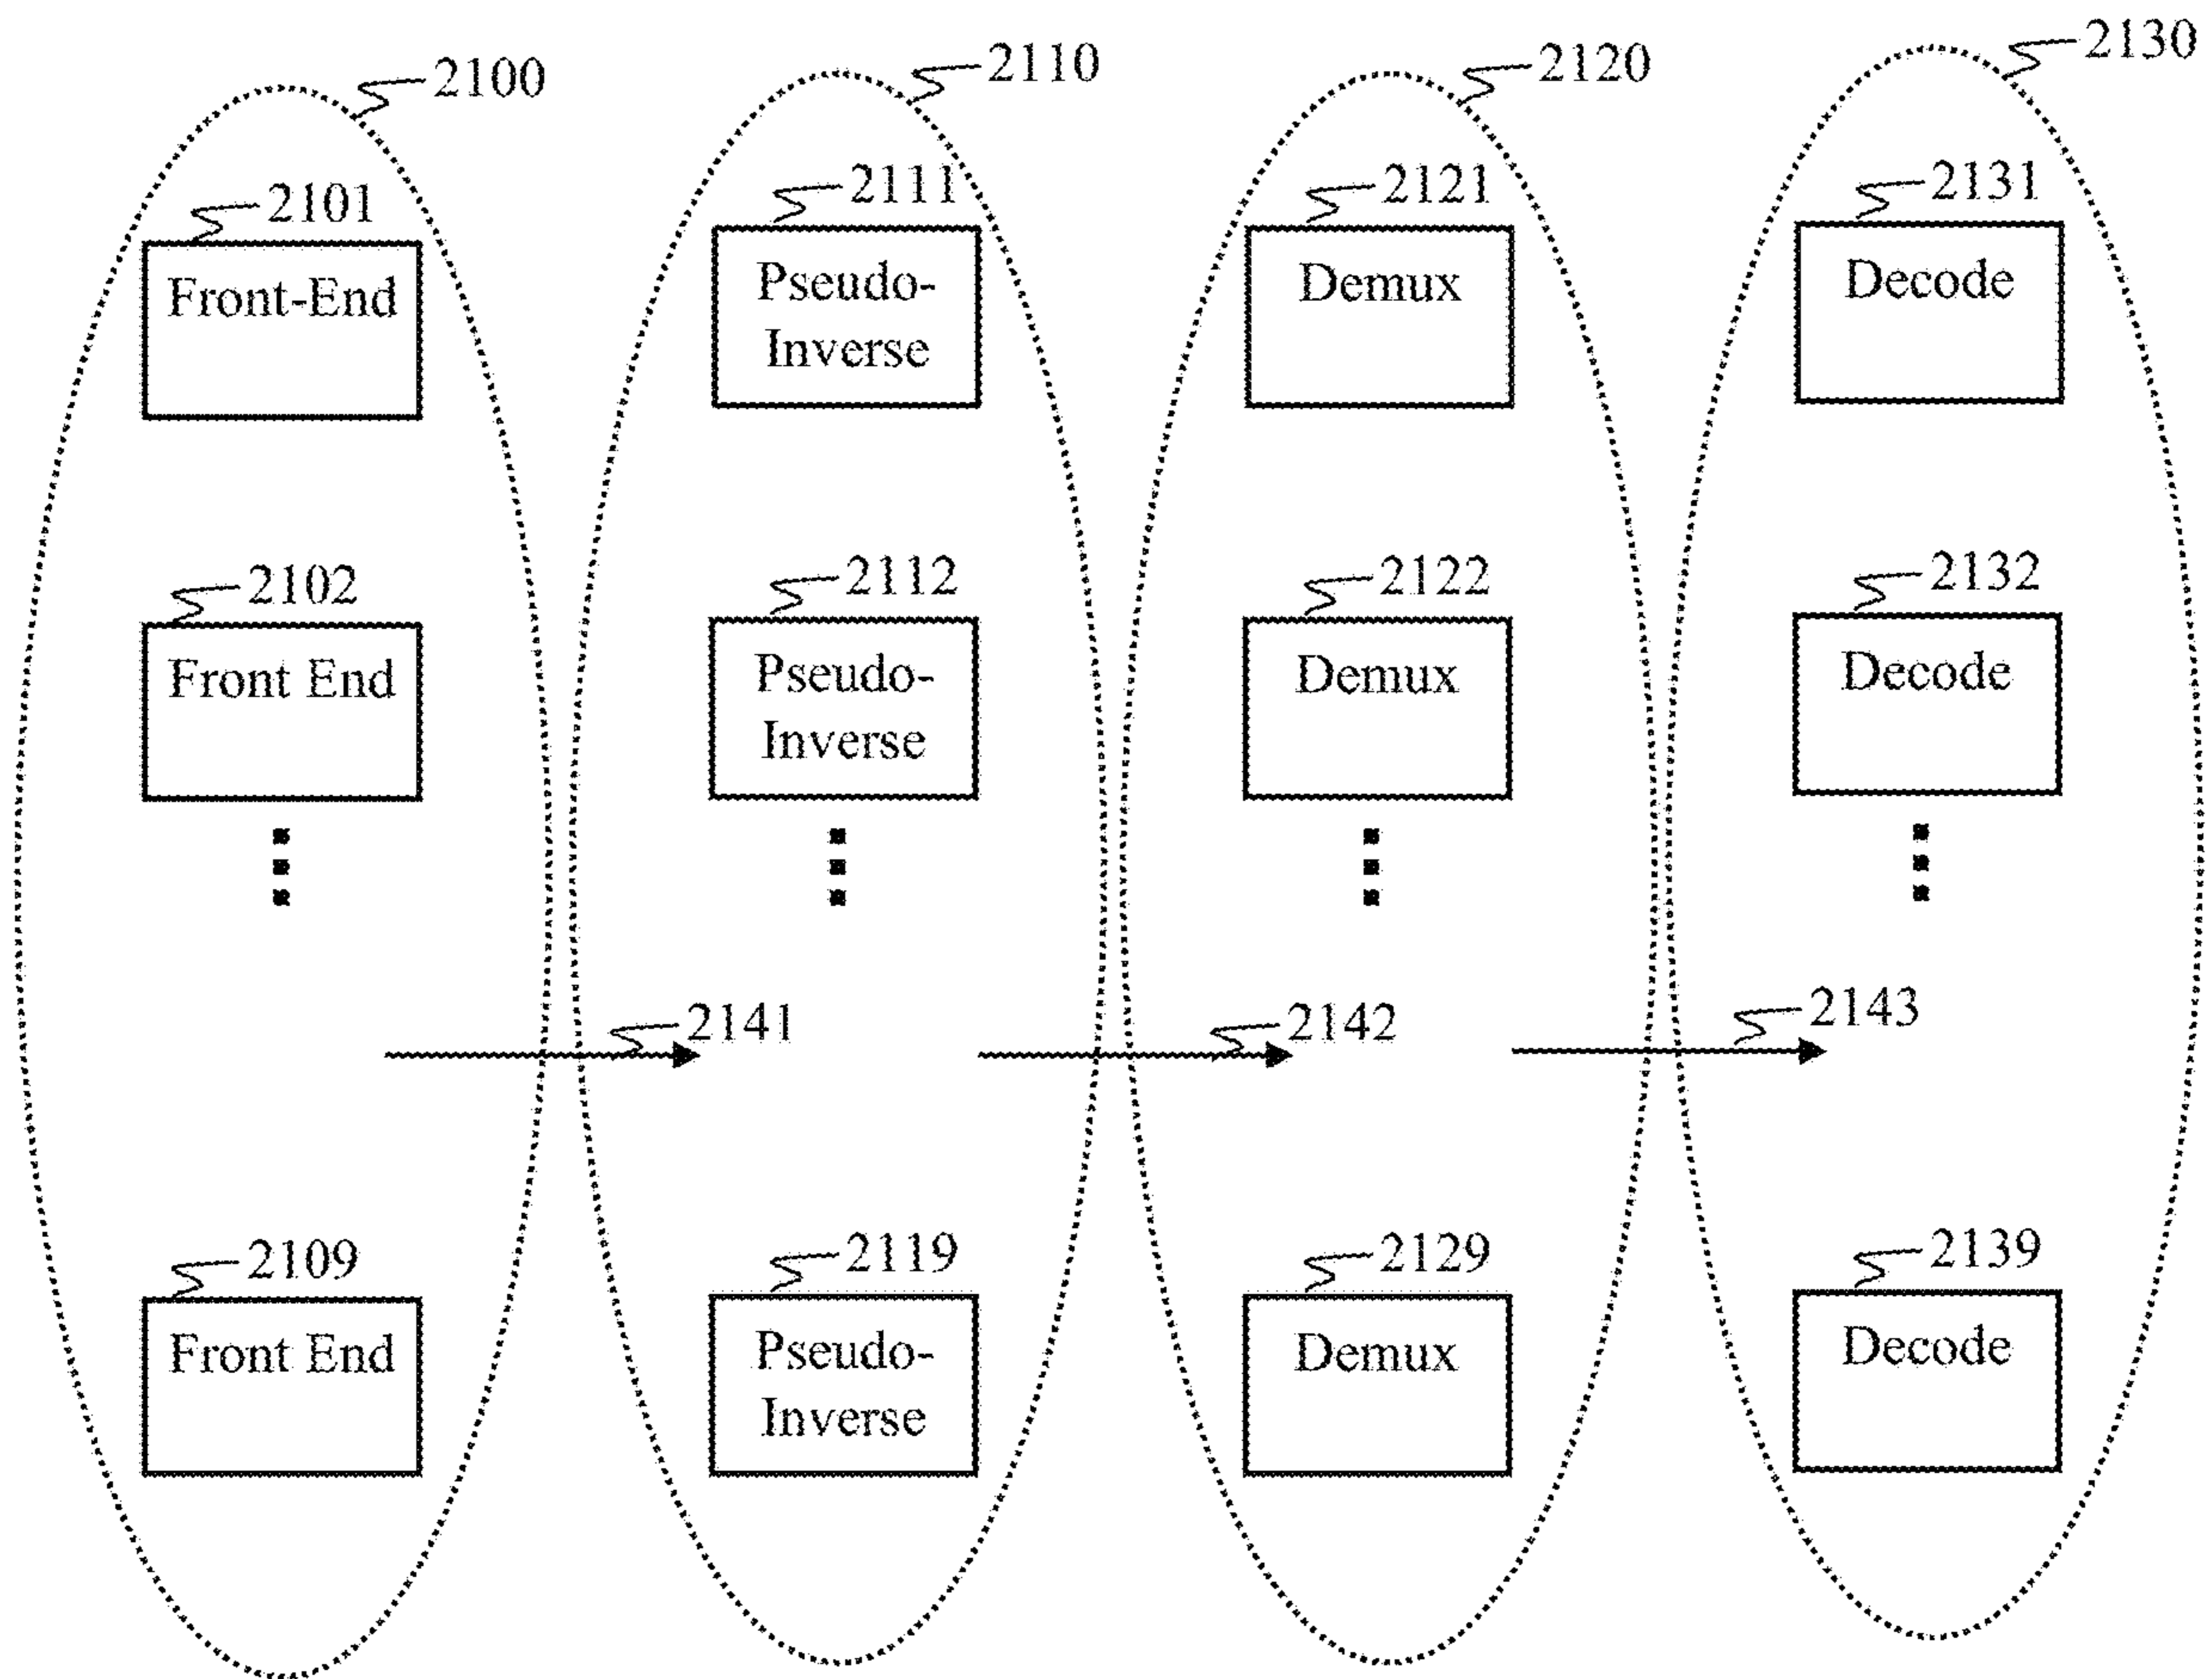 2100
2110
2120
2130
2101
2111
2121
2131
Front-End
Pseudo-
Inverse
Demux
Decode
2102
2112
2122
2132
Front End
Pseudo-
Inverse
Demux
Decode
2141
2142
2143
2109
2119
2129
2139
Front End
Pseudo-
Inverse
Demux
Decode